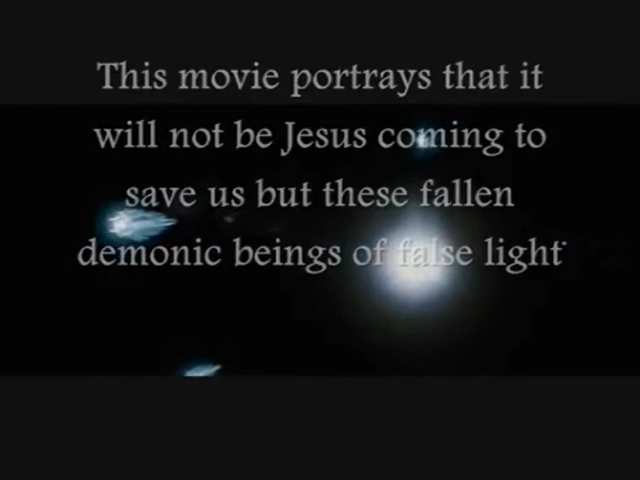 This movie portrays that it
will not be Jesus coming to
save us but these fallen
demonic beings of false light